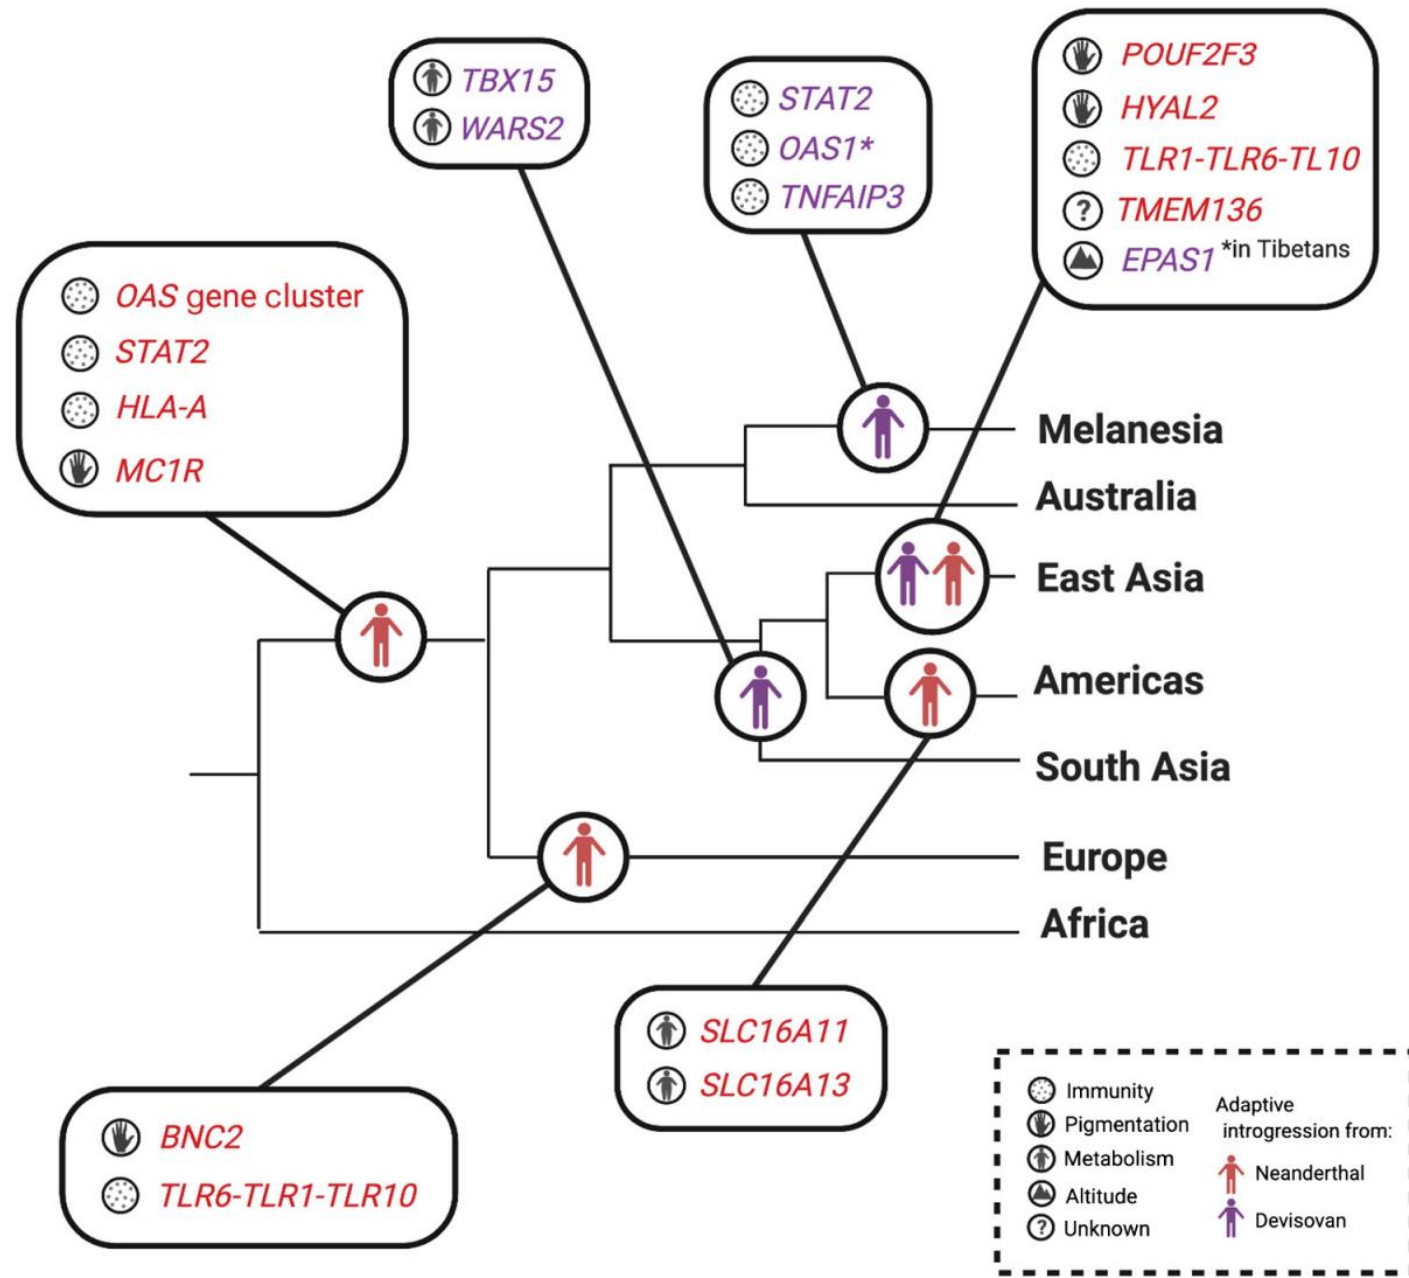 TBX15
WARS2
STAT2
OAS1*
TNFAIP3
POUF2F3
HYAL2
TLR1-TLR6-TL10
TMEM136
EPAS1 *in Tibetans
OAS gene cluster
STAT2
HLA-A
MC1R
Melanesia
Australia
East Asia
Americas
South Asia
Europe
Africa
SLC16A11
SLC16A13
BNC2
TLR6-TLR1-TLR10
Immunity
Pigmentation
Metabolism
Altitude
? Unknown
Adaptive
introgression from:
Neanderthal
Devisovan